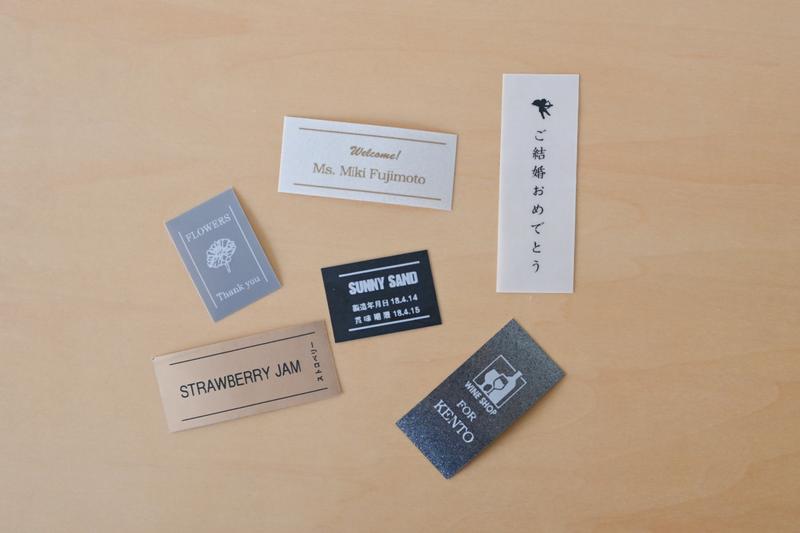 Welcome!
Ms. Miki Fujimoto
ご結婚おめでとう
FLOWERS
Thank you
SUNNY SAND
製造年月日 18.4.14
賞味期限 18.4.15
STRAWBERRY JAM
ストロベリー
WINE SHOP
FOR
KENTO